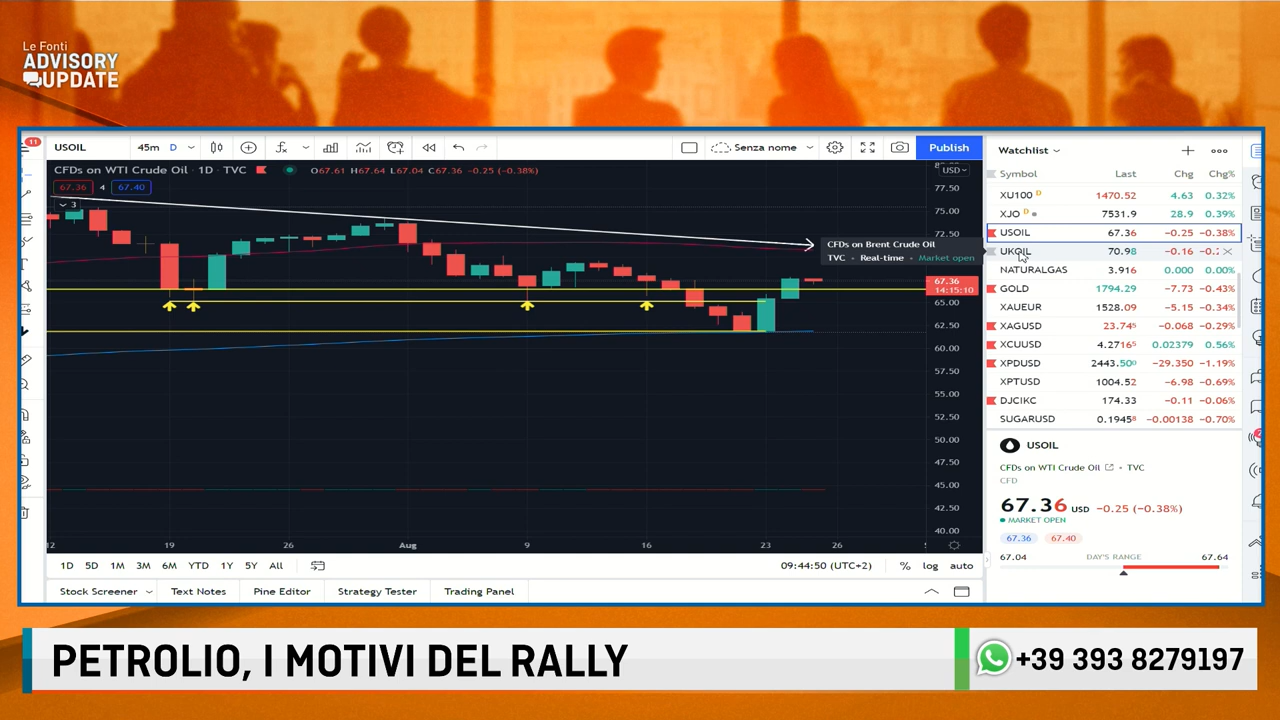 Le Fonti
ADVISORY
UPDATE
11
USOIL
45m D
Senza nome
Publish
CFDs on WTI Crude Oil · 1D · TVC
O67.61 H67.64 L67.04 C67.36 −0.25 (−0.38%)
67.36 4 67.40
3
USD
77.50
75.00
72.50
67.36
14:15:10
65.00
62.50
60.00
57.50
55.00
52.50
50.00
47.50
45.00
42.50
40.00
CFDs on Brent Crude Oil
TVC • Real-time • Market open
12 19 26 Aug 9 16 23 26
1D 5D 1M 3M 6M YTD 1Y 5Y All
09:44:50 (UTC+2) % log auto
Stock Screener Text Notes Pine Editor Strategy Tester Trading Panel
Watchlist
Symbol Last Chg Chg%
XU100 D 1470.52 4.63 0.32%
XJO D 7531.9 28.9 0.39%
USOIL 67.36 −0.25 −0.38%
UKOIL 70.98 −0.16
NATURALGAS 3.916 0.000 0.00%
GOLD 1794.29 −7.73 −0.43%
XAUEUR 1528.09 −5.15 −0.34%
XAGUSD 23.745 −0.068 −0.29%
XCUUSD 4.27165 0.02379 0.56%
XPDUSD 2443.500 −29.350 −1.19%
XPTUSD 1004.52 −6.98 −0.69%
DJCIKC 174.33 −0.11 −0.06%
SUGARUSD 0.19458 −0.00138 −0.70%
USOIL
CFDs on WTI Crude Oil • TVC
CFD
67.36 USD −0.25 (−0.38%)
MARKET OPEN
67.36 67.40
67.04 DAY'S RANGE 67.64
PETROLIO, I MOTIVI DEL RALLY
+39 393 8279197